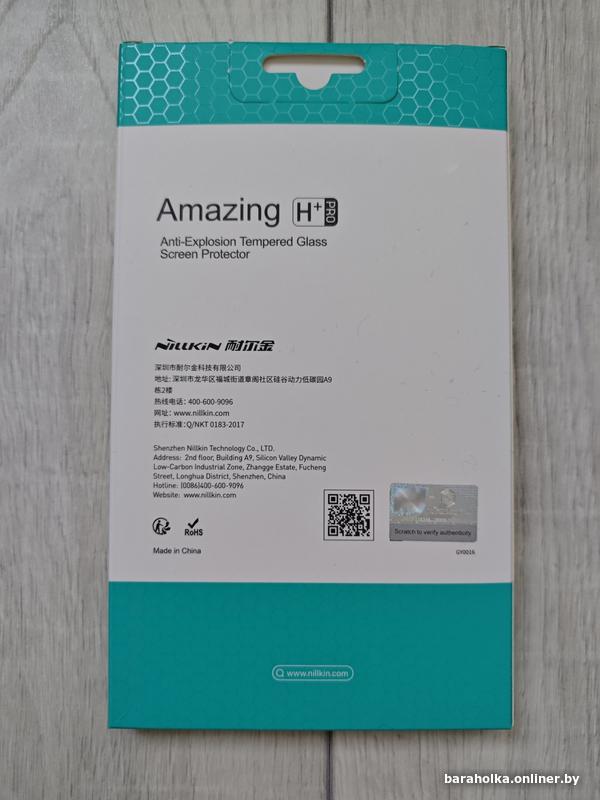 Amazing H+ PRO
Anti-Explosion Tempered Glass
Screen Protector
NILLKIN 耐尔金
深圳市耐尔金科技有限公司
地址: 深圳市龙华区福城街道章阁社区硅谷动力低碳园A9
栋2楼
热线电话: 400-600-9096
网址: www.nillkin.com
执行标准:Q/NKT 0183-2017
Shenzhen Nillkin Technology Co., LTD.
Address: 2nd floor, Building A9, Silicon Valley Dynamic
Low-Carbon Industrial Zone, Zhangge Estate, Fucheng
Street, Longhua District, Shenzhen, China
Hotline: (0086)400-600-9096
Website: www.nillkin.com
RoHS
Scratch to verify authenticity
Made in China
GY0016
www.nillkin.com
baraholka.onliner.by